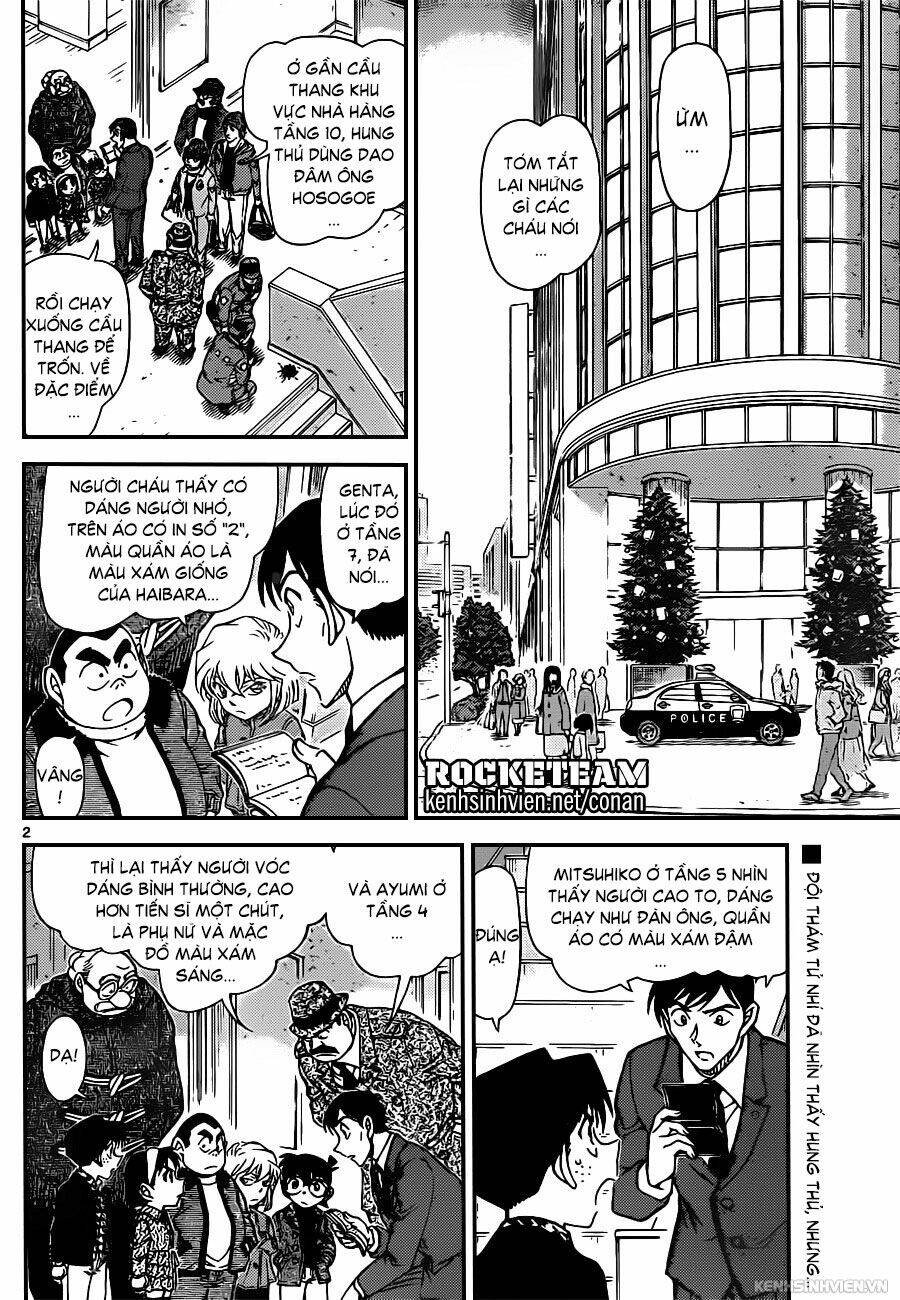 ỪM
...
TÓM TẮT
LẠI NHỮNG
GÌ CÁC
CHÁU NÓI
...
Ở GẦN CẦU
THANG KHU
VỰC NHÀ HÀNG
TẦNG 10, HUNG
THỦ DÙNG DAO
ĐÂM ÔNG
HOSOGOE
...
RỒI CHẠY
XUỐNG CẦU
THANG ĐỂ
TRỐN. VỀ
ĐẶC ĐIỂM
...
POLICE
ROCKETEAM
kenhsinhvien.net/conan
GENTA,
LÚC ĐÓ
Ở TẦNG
7, ĐÃ
NÓI...
NGƯỜI CHÁU THẤY CÓ
DÁNG NGƯỜI NHỎ,
TRÊN ÁO CÓ IN SỐ "2",
MÀU QUẦN ÁO LÀ
MÀU XÁM GIỐNG
CỦA HAIBARA...
VÂNG
!
2
ĐỘI THÁM TỬ NHÍ ĐÃ NHÌN THẤY HUNG THỦ, NHƯNG
MITSUHIKO Ở TẦNG 5 NHÌN
THẤY NGƯỜI CAO TO, DÁNG
CHẠY NHƯ ĐÀN ÔNG, QUẦN
ÁO CÓ MÀU XÁM ĐẬM
...
ĐÚNG
Ạ!
VÀ AYUMI Ở
TẦNG 4
...
THÌ LẠI THẤY NGƯỜI VÓC
DÁNG BÌNH THƯỜNG, CAO
HƠN TIẾN SĨ MỘT CHÚT,
LÀ PHỤ NỮ VÀ MẶC
ĐỒ MÀU XÁM
SÁNG...
DẠ!
KENHSINHVIEN.VN